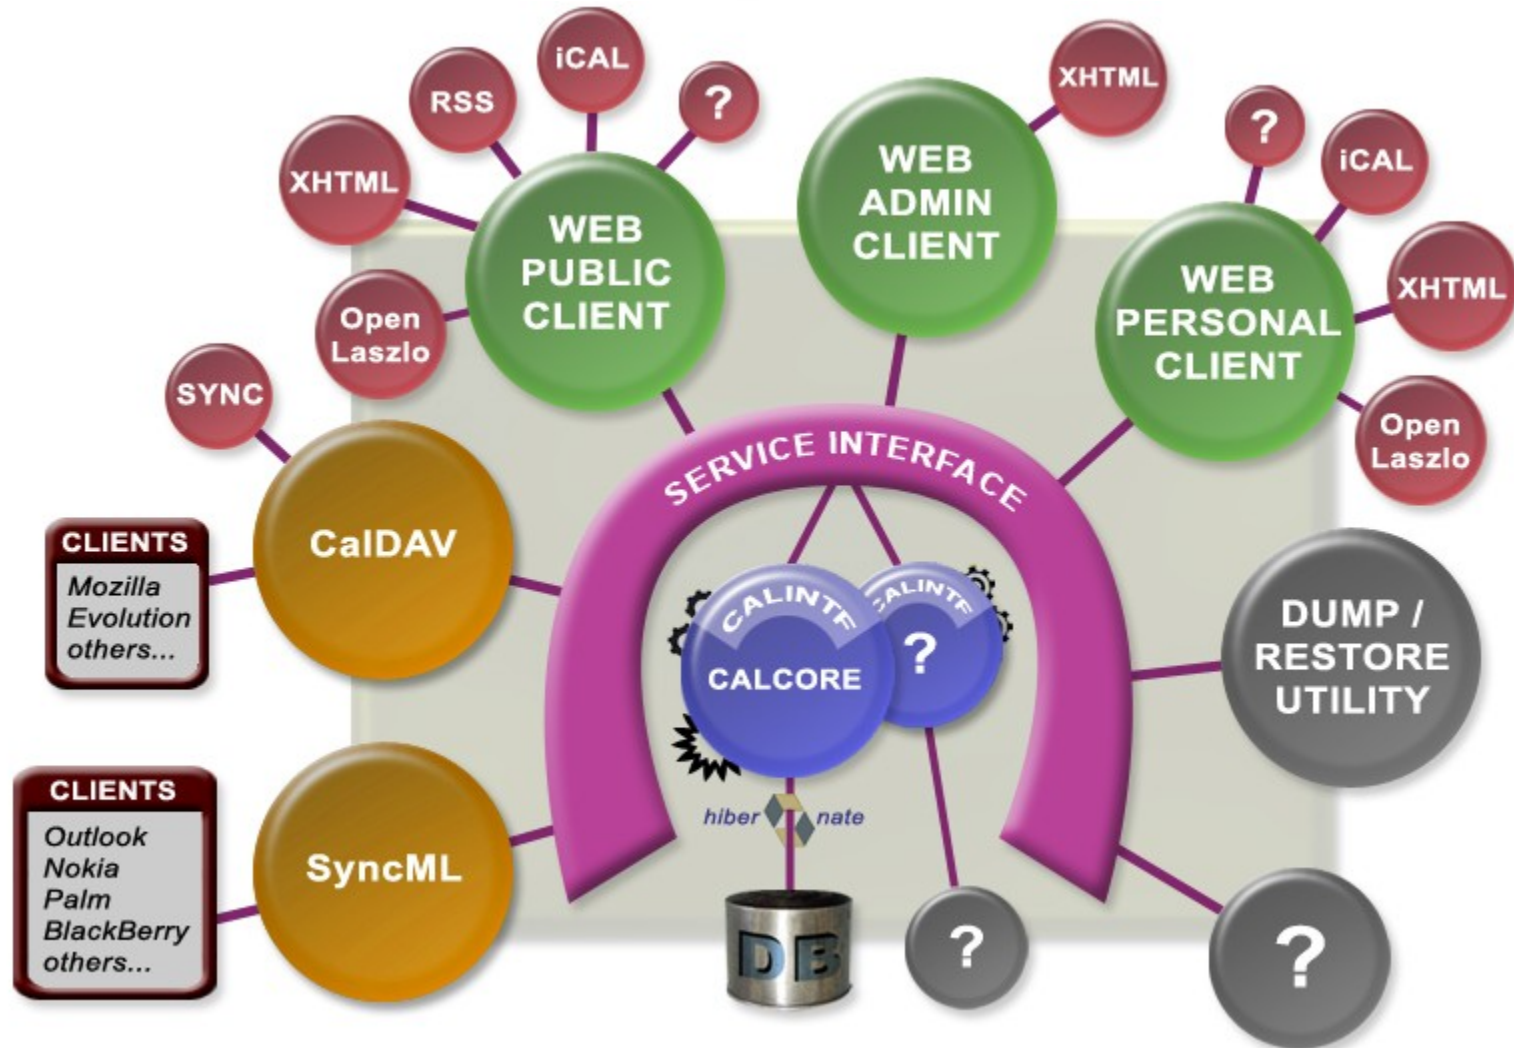 iCAL
RSS
?
XHTML
Open
Laszlo
WEB
PUBLIC
CLIENT
XHTML
WEB
ADMIN
CLIENT
?
iCAL
XHTML
Open
Laszlo
WEB
PERSONAL
CLIENT
SYNC
CalDAV
CLIENTS
Mozilla
Evolution
others...
SERVICE INTERFACE
CALINTF
CALCORE
CALINTF
?
DUMP /
RESTORE
UTILITY
CLIENTS
Outlook
Nokia
Palm
BlackBerry
others...
SyncML
hiber nate
DB
?
?